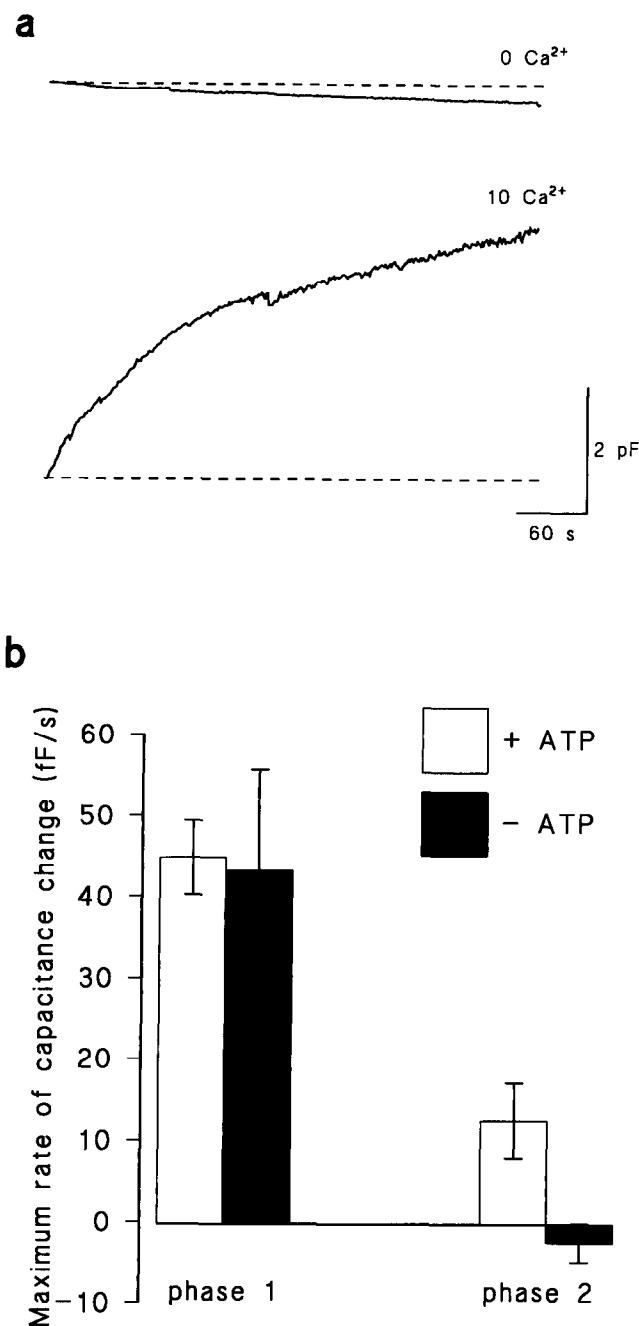 a
0 Ca²⁺
10 Ca²⁺
2 pF
60 s
b
Maximum rate of capacitance change (fF/s)
60
50
40
30
20
10
0
−10
+ ATP
− ATP
phase 1
phase 2